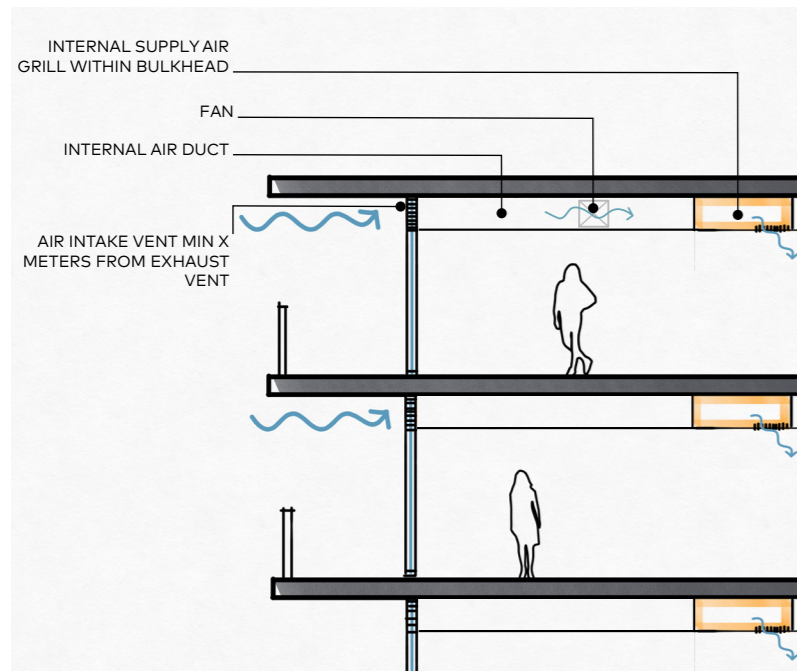 INTERNAL SUPPLY AIR
GRILL WITHIN BULKHEAD
FAN
INTERNAL AIR DUCT
AIR INTAKE VENT MIN X
METERS FROM EXHAUST
VENT